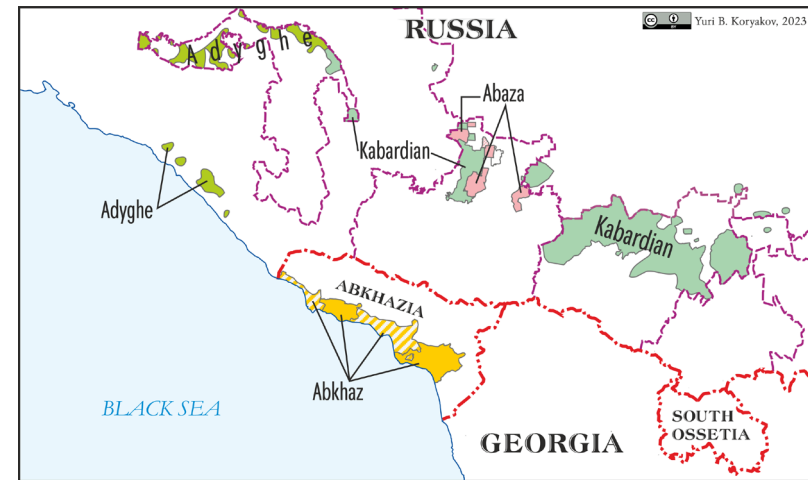 Yuri B. Koryakov, 2023
RUSSIA
Adyghe
Abaza
Kabardian
Adyghe
Kabardian
ABKHAZIA
Abkhaz
BLACK SEA
SOUTH
OSSETIA
GEORGIA